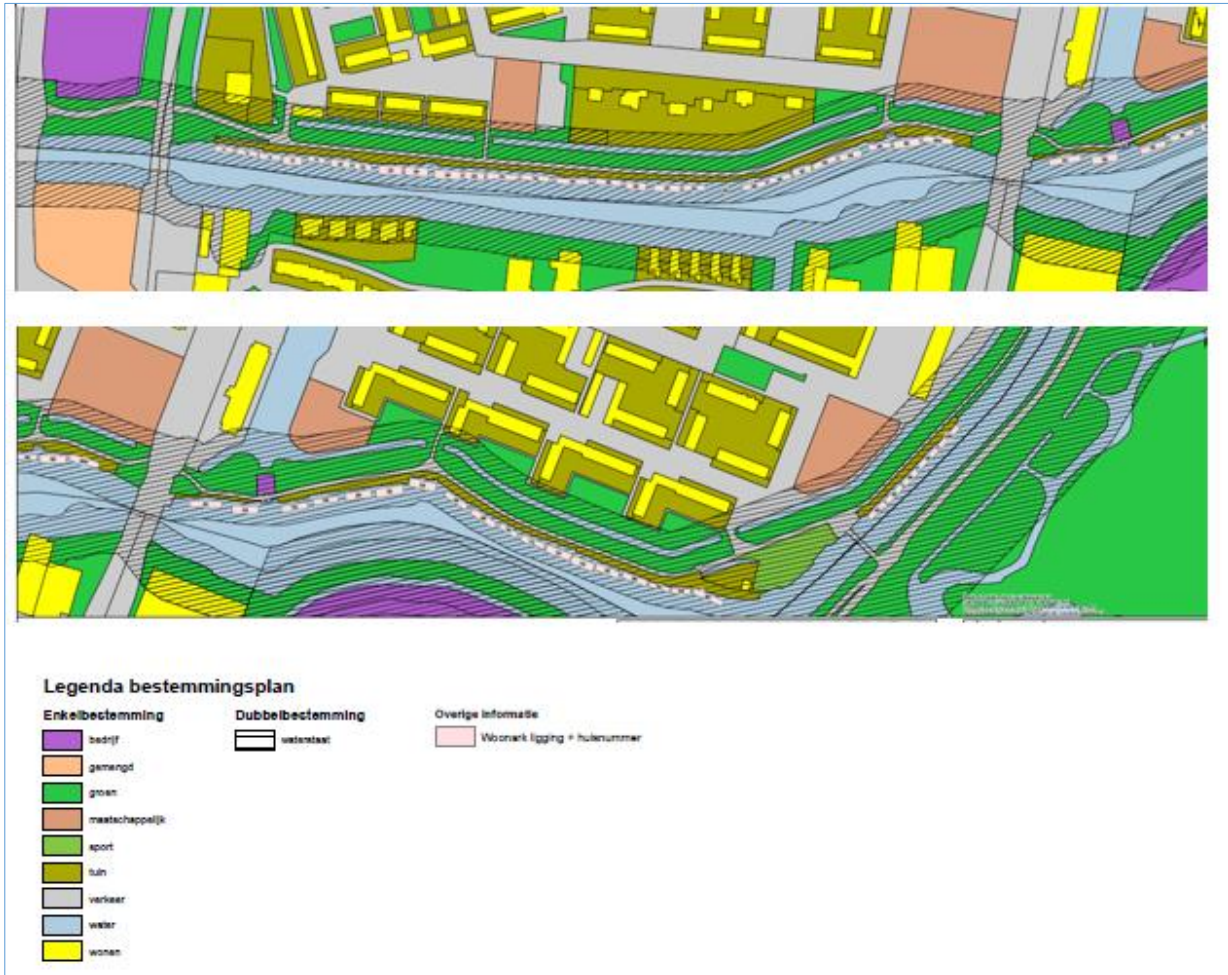 Legenda bestemmingsplan
Enkelbestemming
bedrijf
gemengd
groen
maatschappelijk
sport
tuin
verkeer
water
wonen
Dubbelbestemming
waterstaat
Overige informatie
Woonark ligging + huisnummer